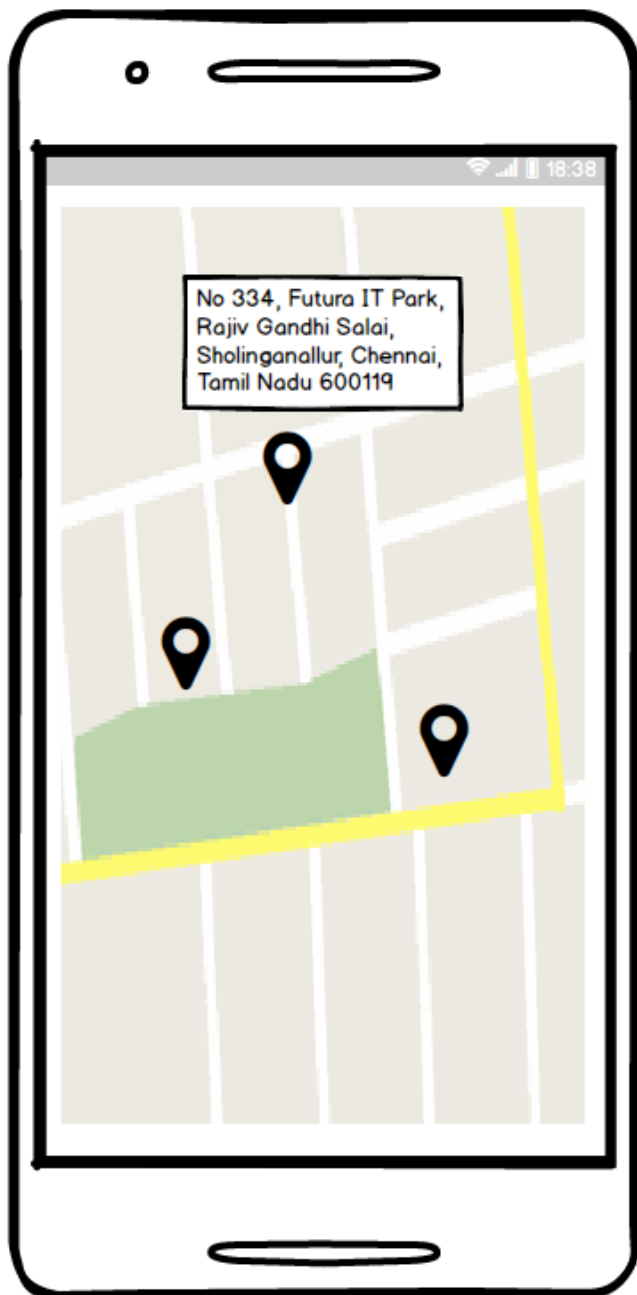 18:38
No 334, Futura IT Park,
Rajiv Gandhi Salai,
Sholinganallur, Chennai,
Tamil Nadu 600119